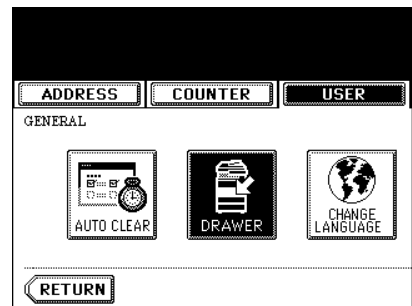 ADDRESS COUNTER USER
GENERAL
AUTO CLEAR DRAWER CHANGE LANGUAGE
RETURN